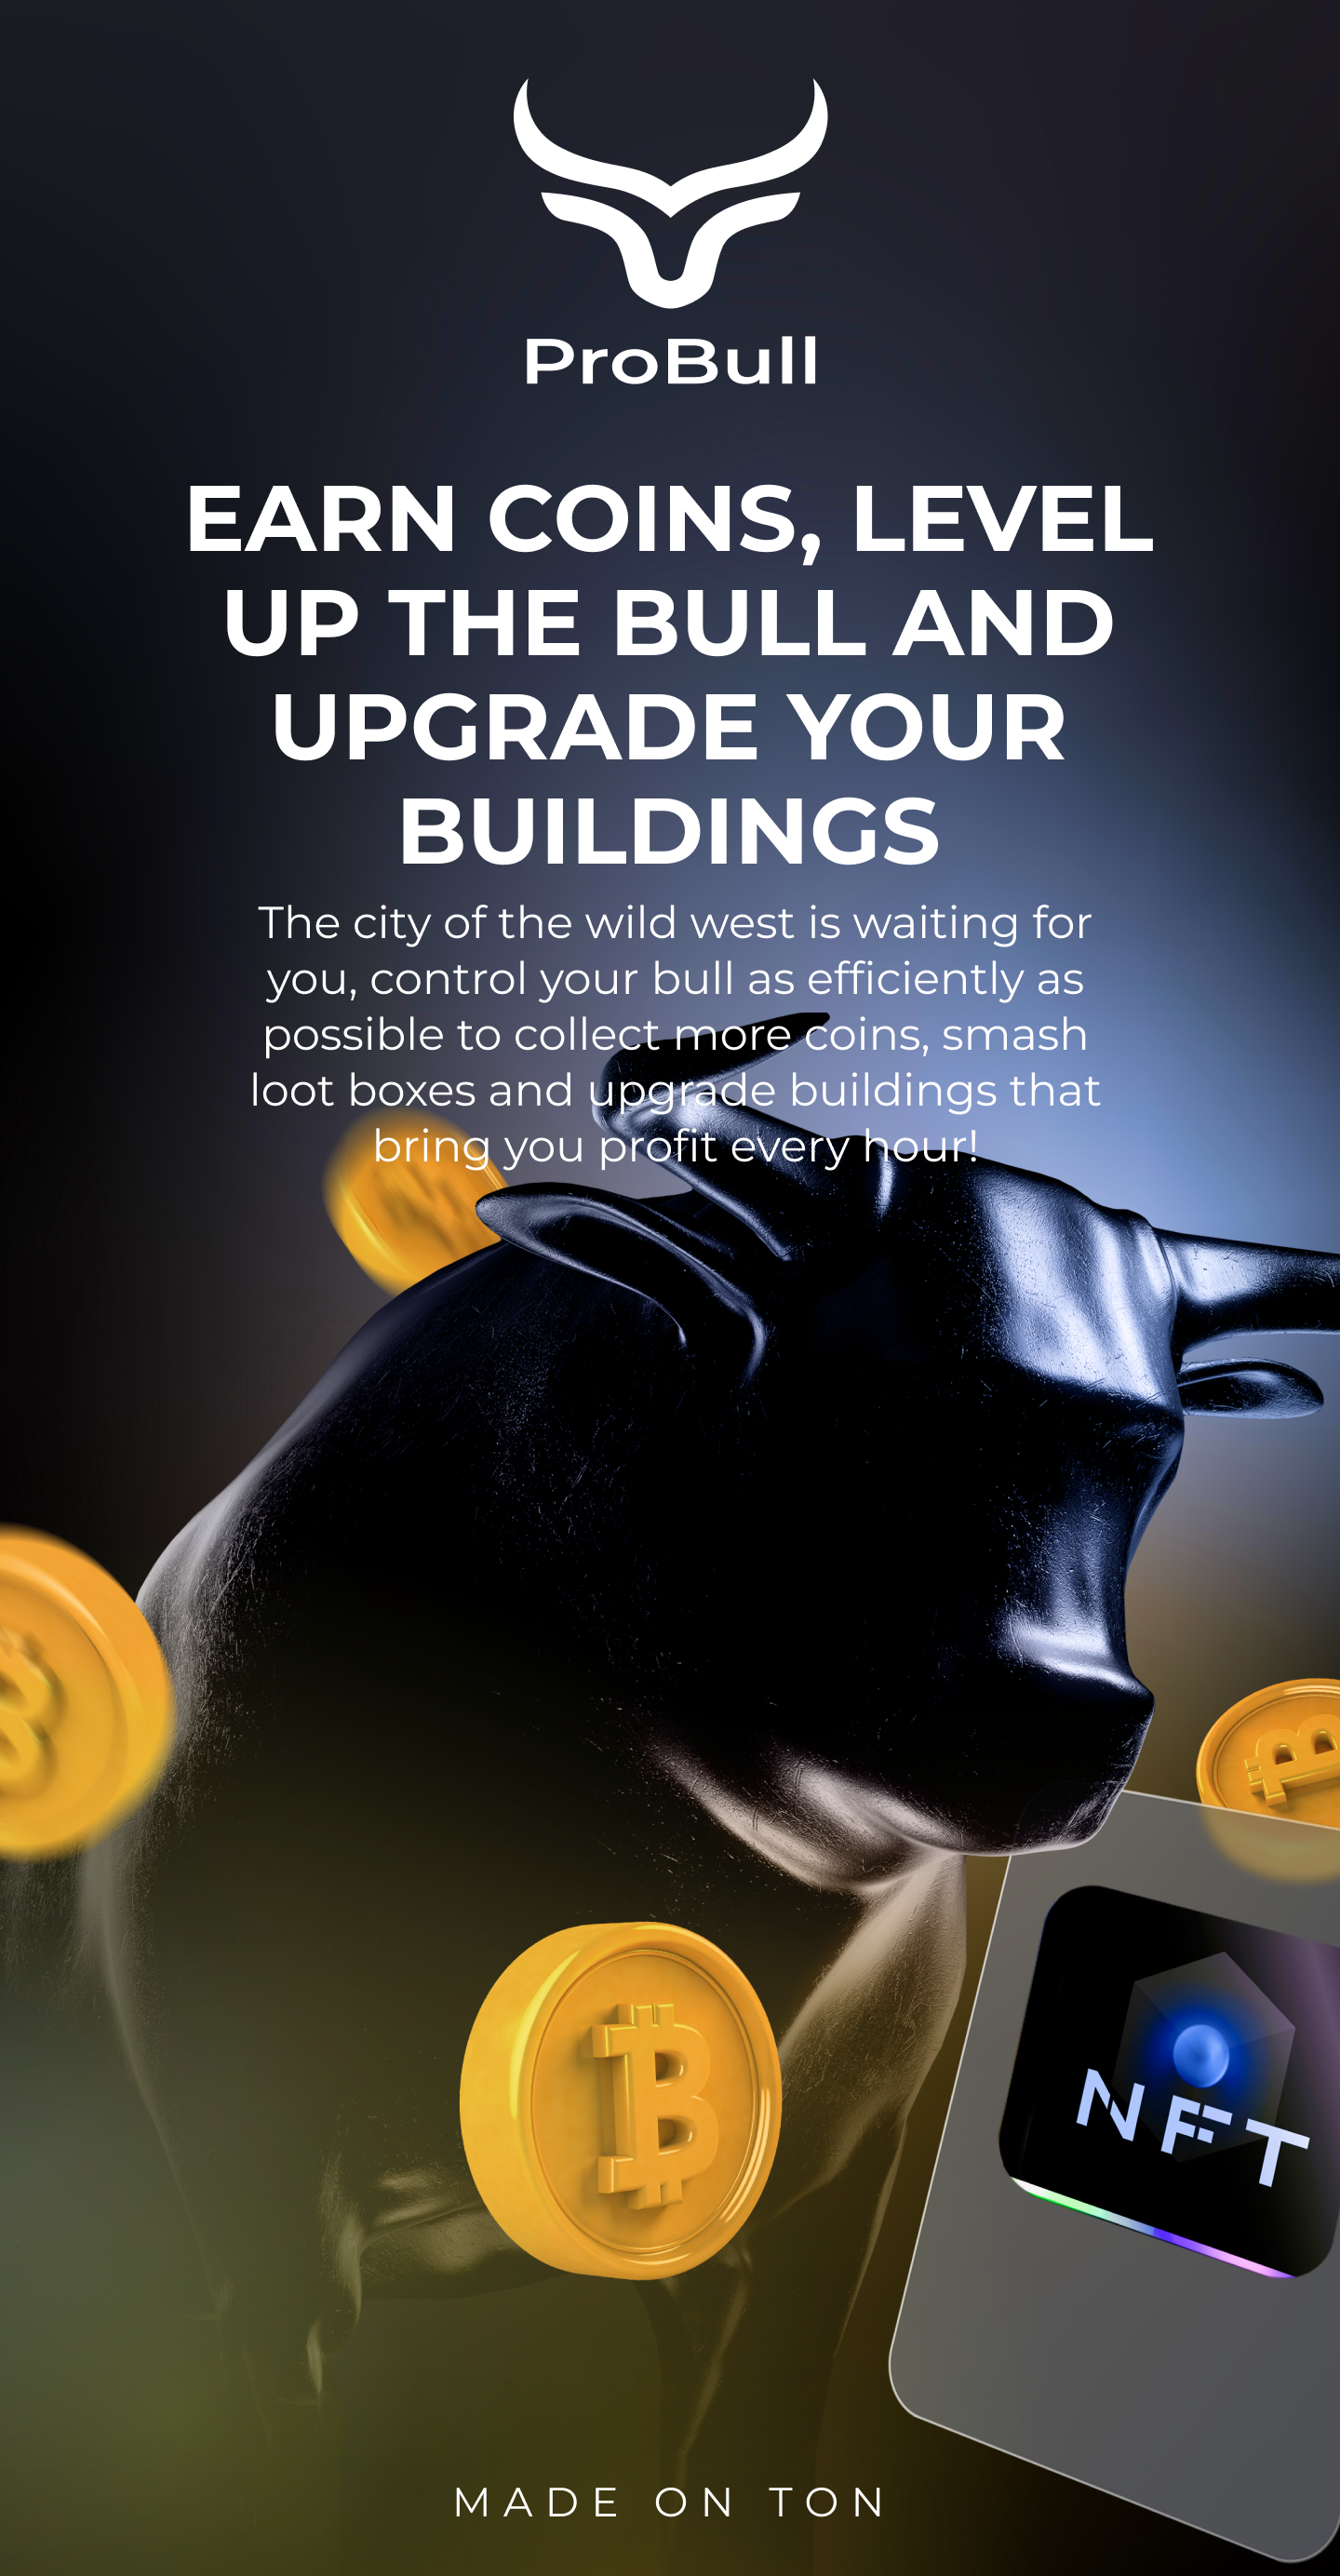 ProBull
EARN COINS, LEVEL
UP THE BULL AND
UPGRADE YOUR
BUILDINGS
The city of the wild west is waiting for
you, control your bull as efficiently as
possible to collect more coins, smash
loot boxes and upgrade buildings that
bring you profit every hour!
NFT
MADE ON TON